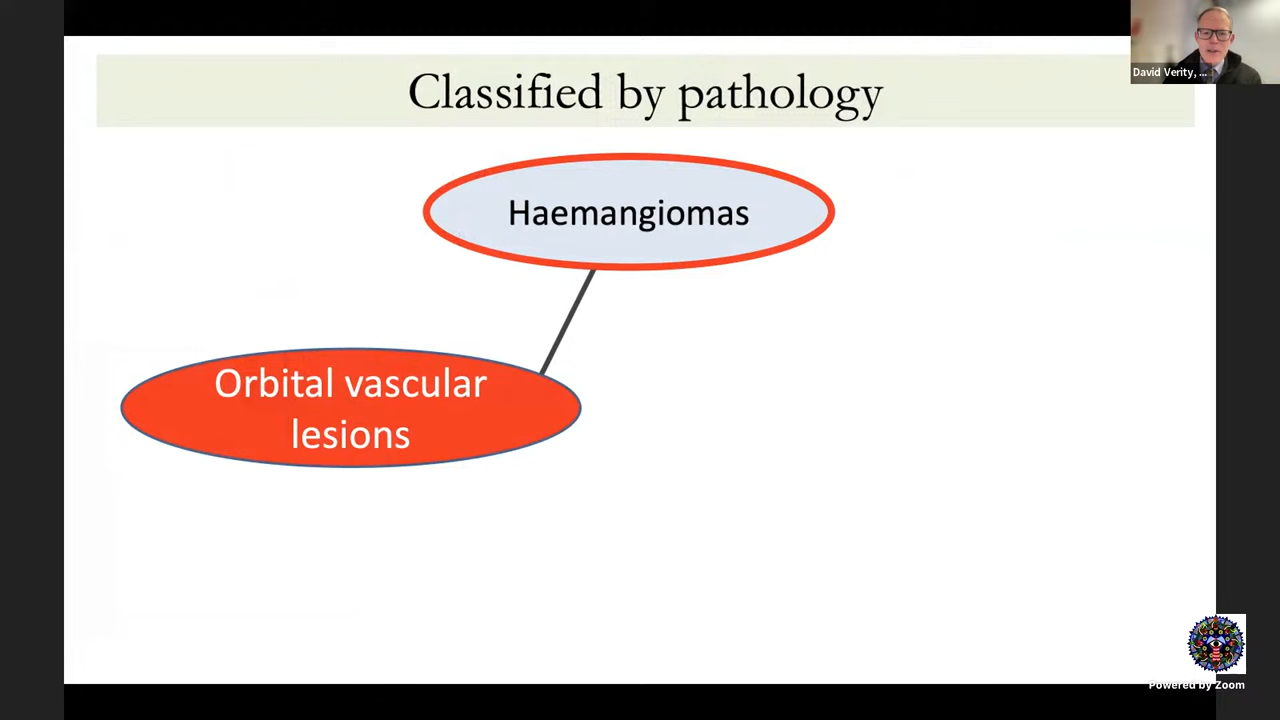 Classified by pathology
David Verity, ...
Haemangiomas
Orbital vascular
lesions
Powered by Zoom